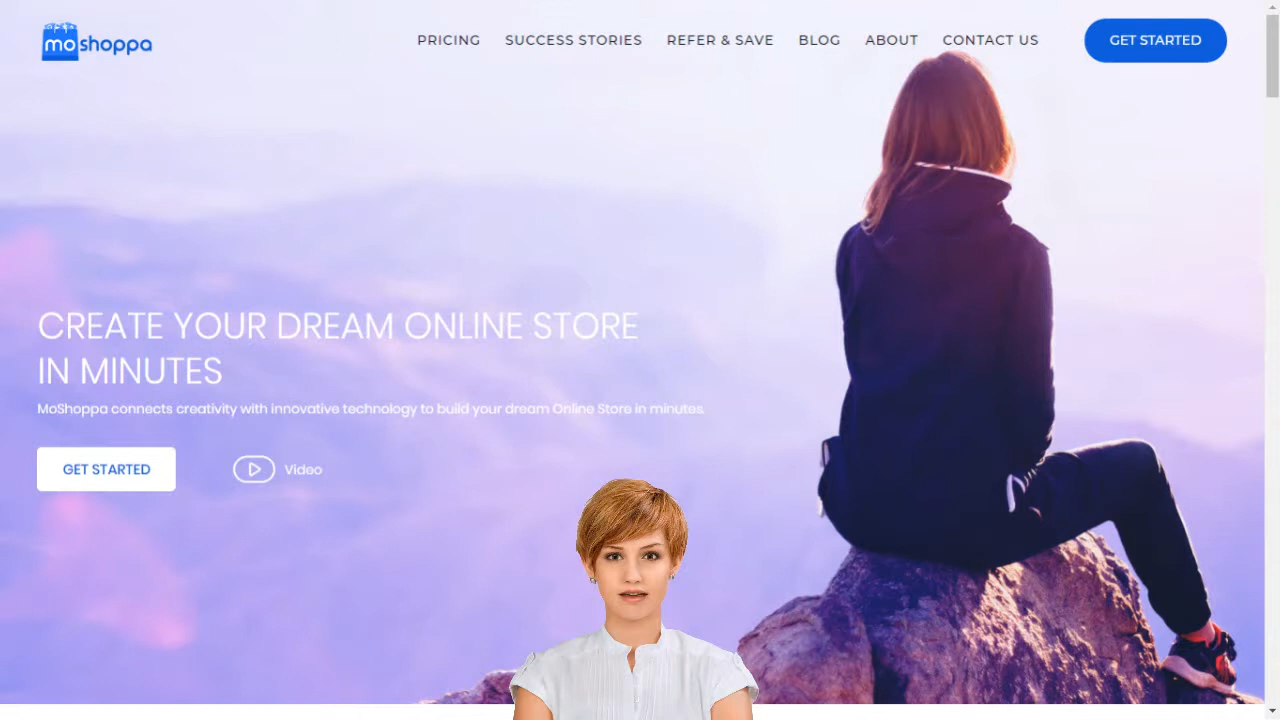 moshoppa
PRICING SUCCESS STORIES REFER & SAVE BLOG ABOUT CONTACT US GET STARTED
CREATE YOUR DREAM ONLINE STORE
IN MINUTES
MoShoppa connects creativity with innovative technology to build your dream Online Store in minutes.
GET STARTED Video